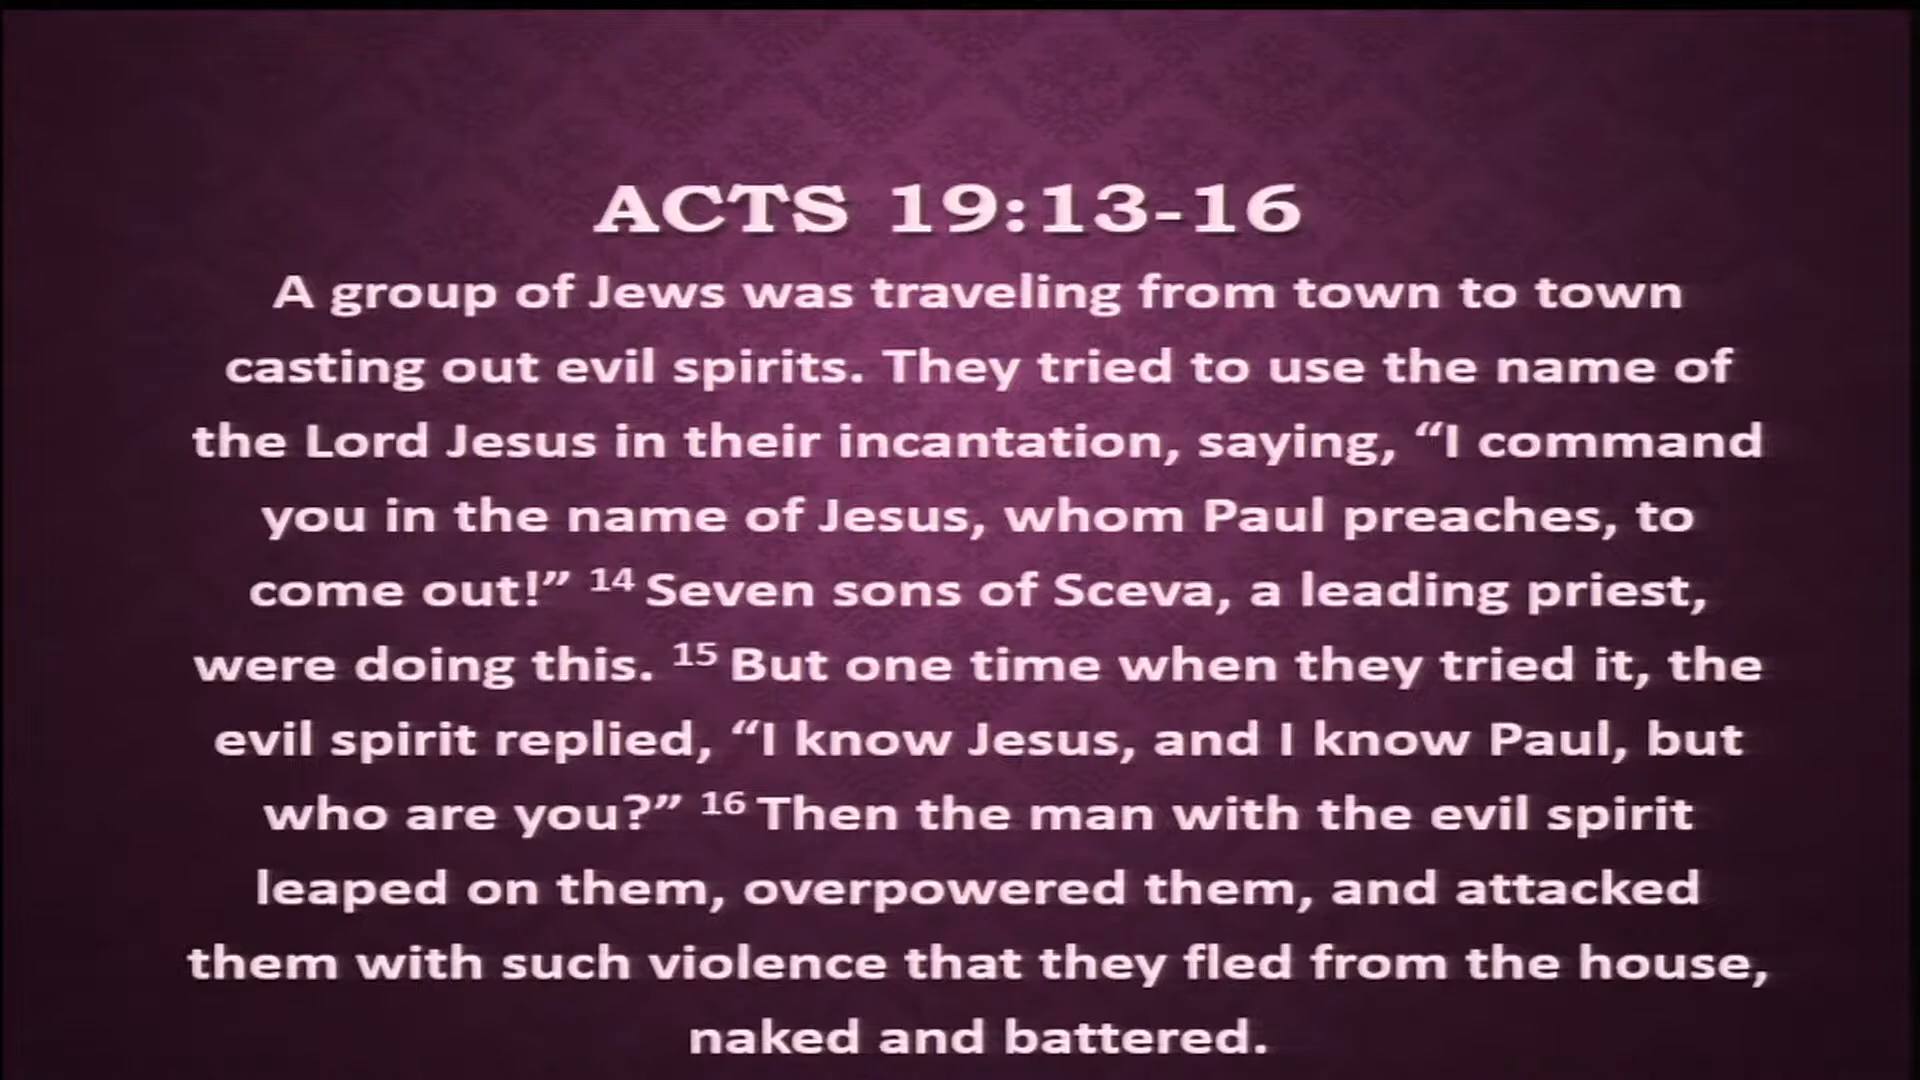 ACTS 19:13-16
A group of Jews was traveling from town to town
casting out evil spirits. They tried to use the name of
the Lord Jesus in their incantation, saying, “I command
you in the name of Jesus, whom Paul preaches, to
come out!” 14 Seven sons of Sceva, a leading priest,
were doing this. 15 But one time when they tried it, the
evil spirit replied, “I know Jesus, and I know Paul, but
who are you?” 16 Then the man with the evil spirit
leaped on them, overpowered them, and attacked
them with such violence that they fled from the house,
naked and battered.